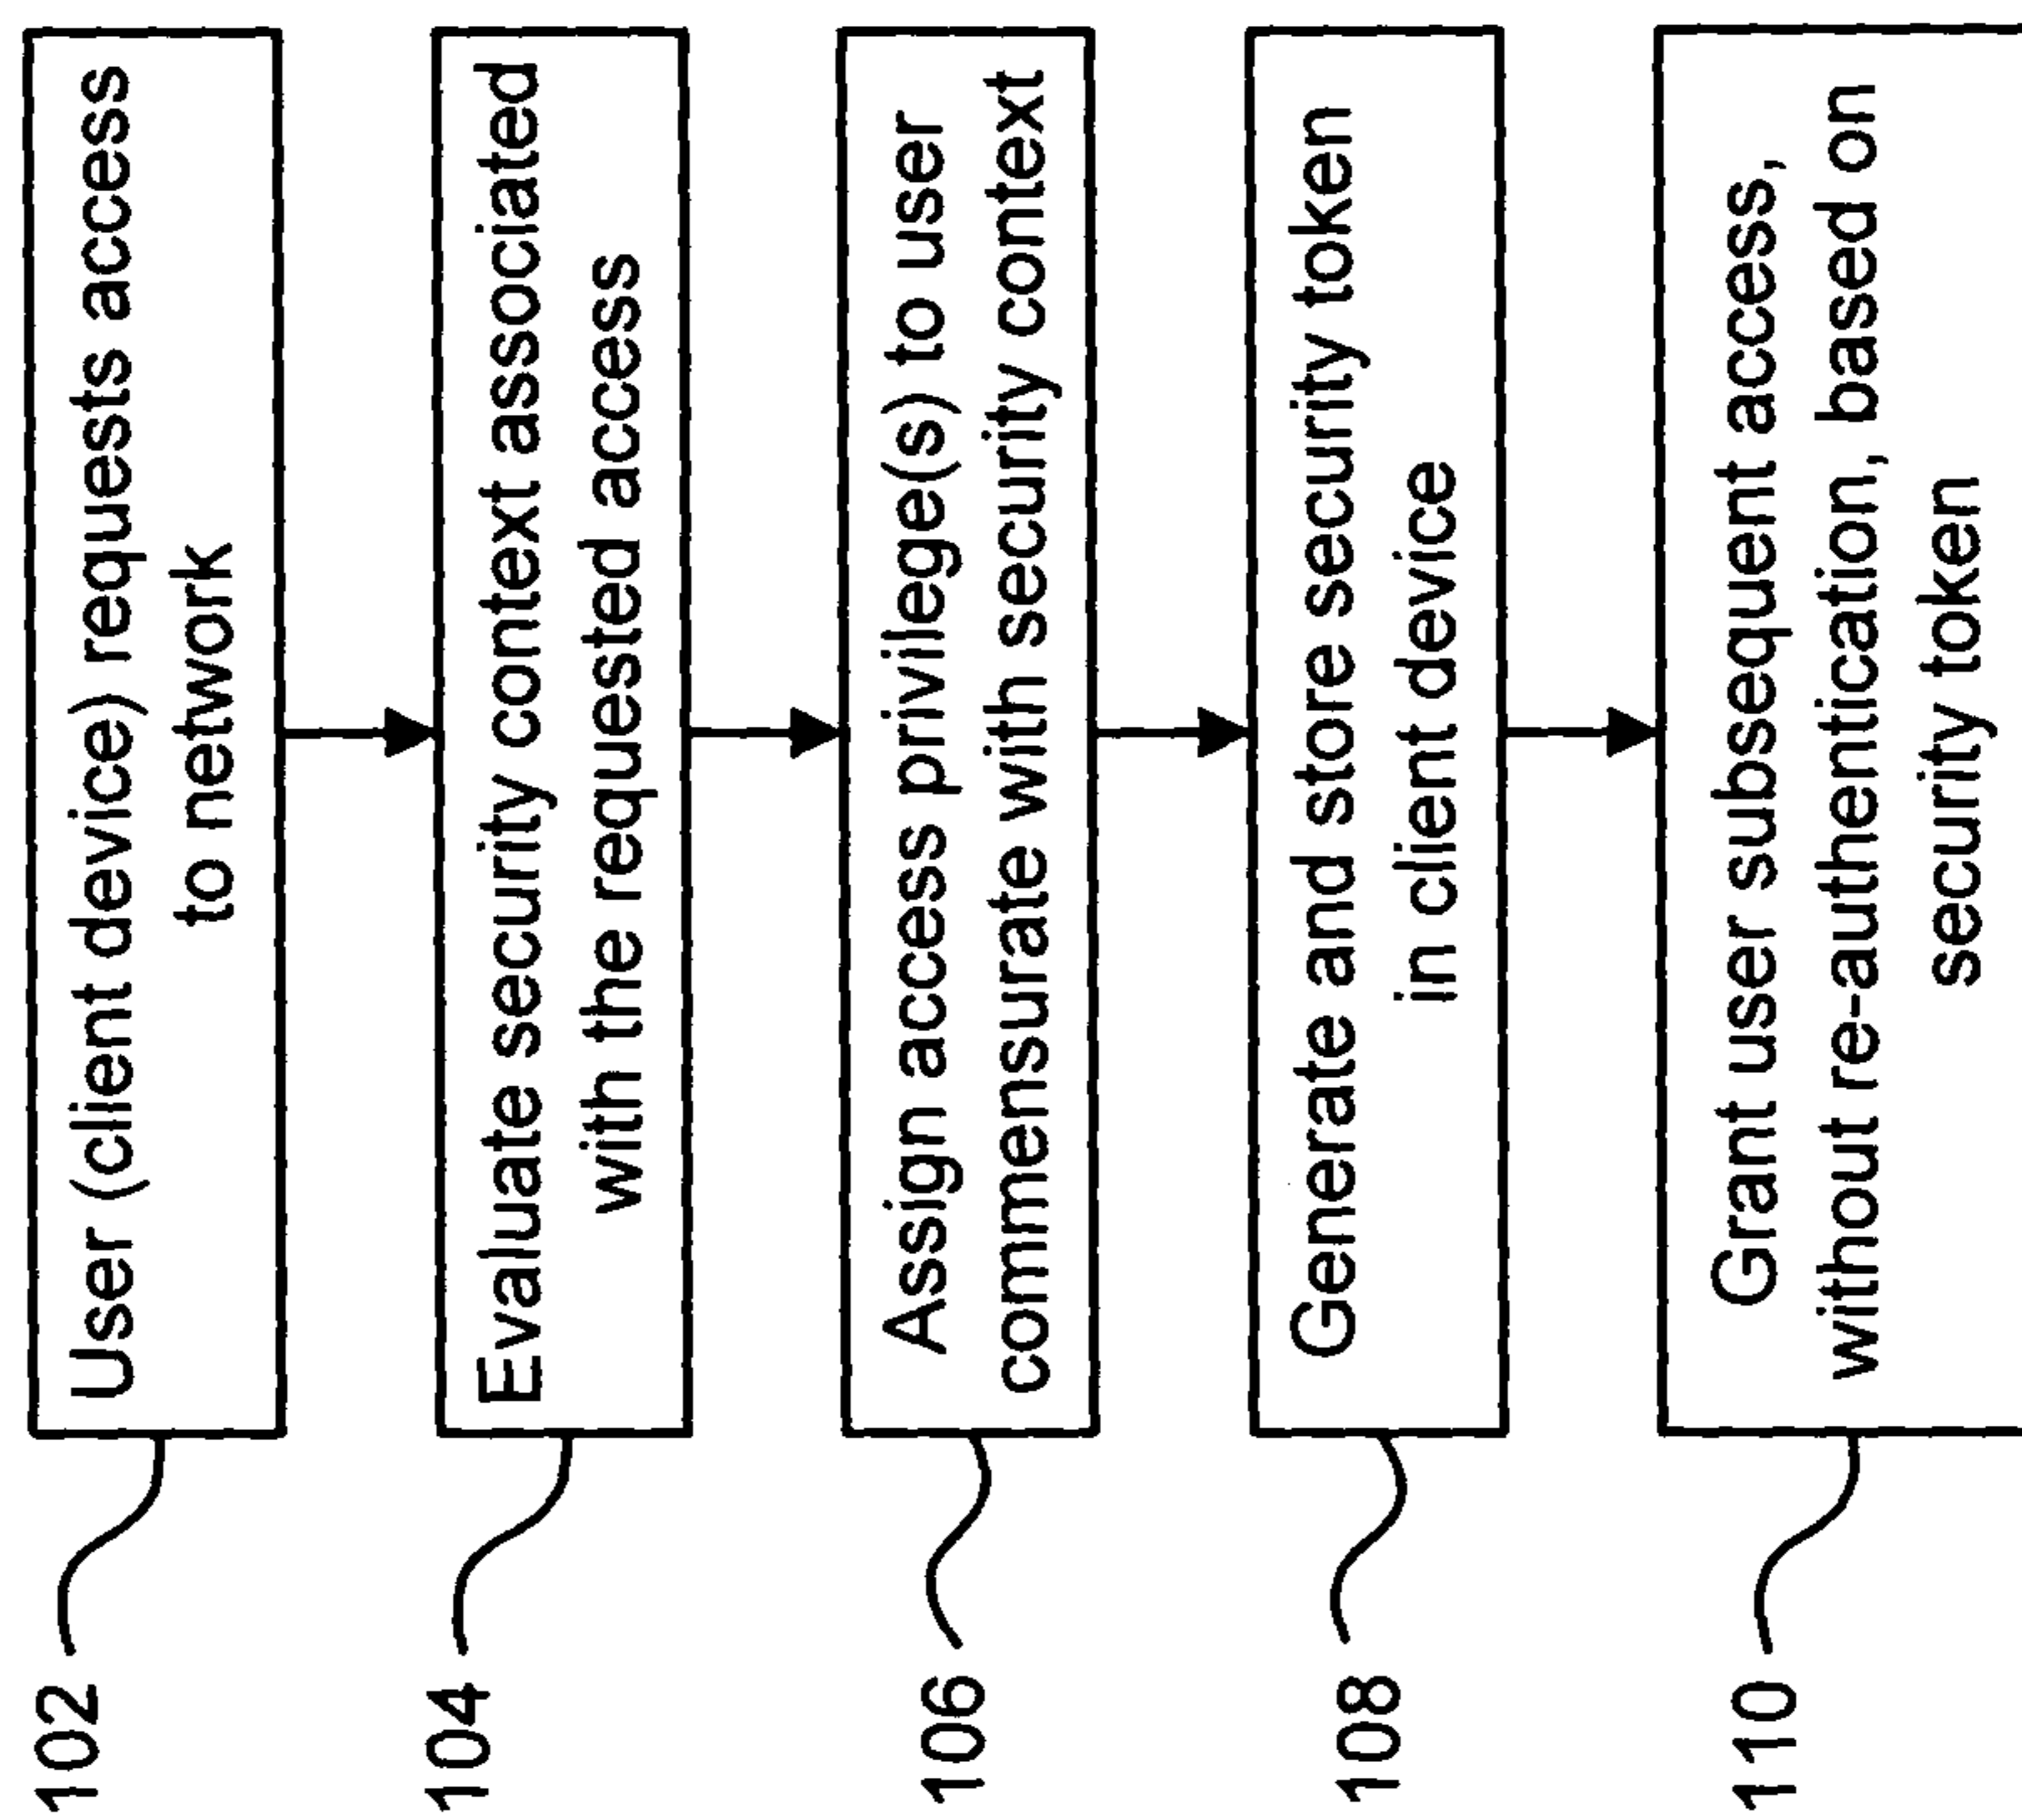 102
User (client device) requests access
to network
104
Evaluate security context associated
with the requested access
106
Assign access privilege(s) to user
commensurate with security context
108
Generate and store security token
in client device
110
Grant user subsequent access,
without re-authentication, based on
security token